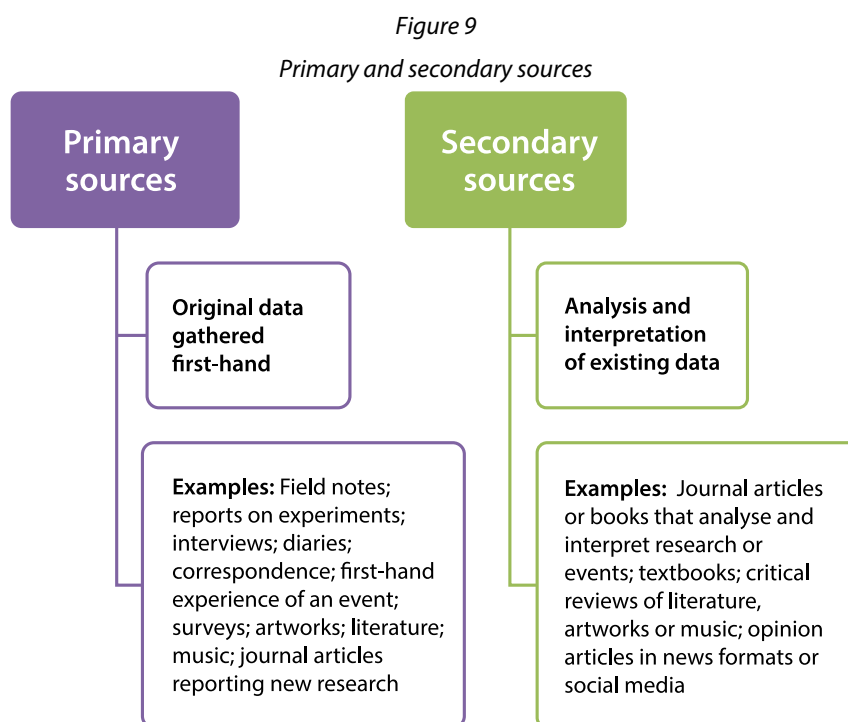 Figure 9
Primary and secondary sources
Primary
sources
Original data
gathered
first-hand
Examples: Field notes;
reports on experiments;
interviews; diaries;
correspondence; first-hand
experience of an event;
surveys; artworks; literature;
music; journal articles
reporting new research
Secondary
sources
Analysis and
interpretation
of existing data
Examples: Journal articles
or books that analyse and
interpret research or
events; textbooks; critical
reviews of literature,
artworks or music; opinion
articles in news formats or
social media